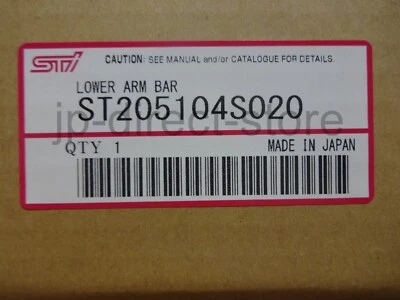 STI
CAUTION: SEE MANUAL and/or CATALOGUE FOR DETAILS.
LOWER ARM BAR
ST205104S020
jp-direct-store
QTY 1
MADE IN JAPAN